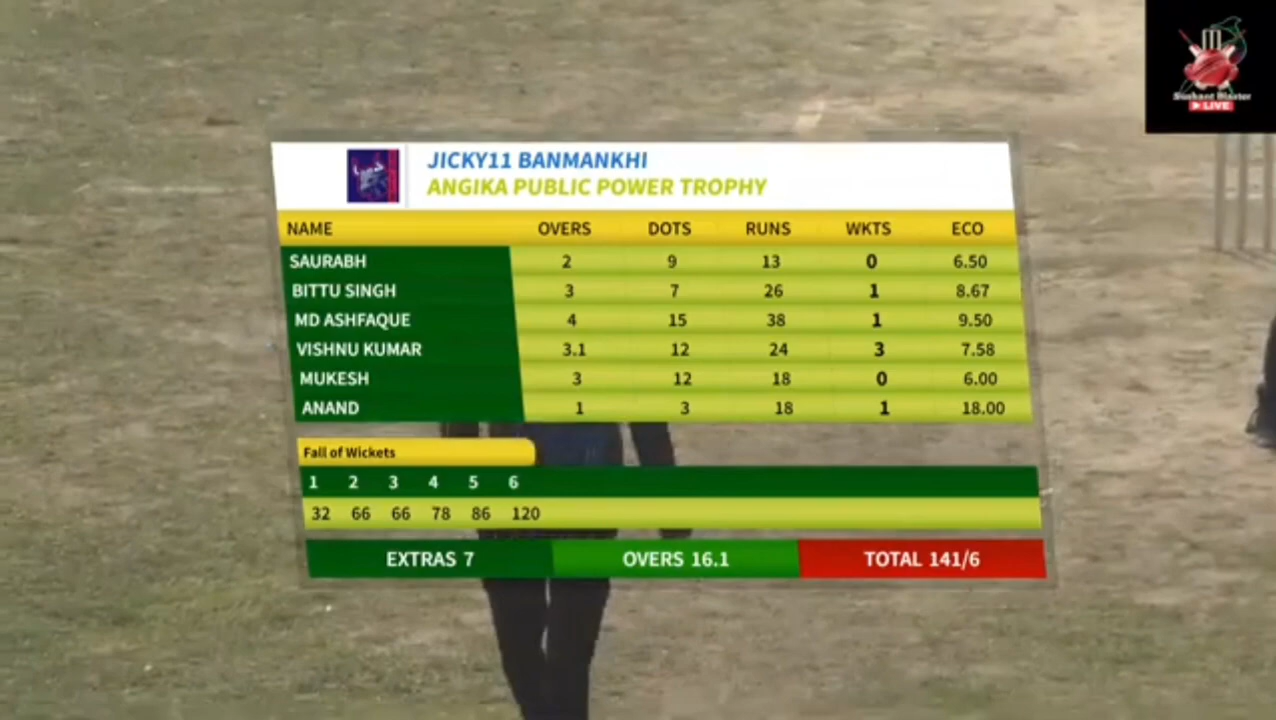 Sushant Blaster
LIVE
JICKY11 BANMANKHI
ANGIKA PUBLIC POWER TROPHY
NAME OVERS DOTS RUNS WKTS ECO
SAURABH 2 9 13 0 6.50
BITTU SINGH 3 7 26 1 8.67
MD ASHFAQUE 4 15 38 1 9.50
VISHNU KUMAR 3.1 12 24 3 7.58
MUKESH 3 12 18 0 6.00
ANAND 1 3 18 1 18.00
Fall of Wickets
1 2 3 4 5 6
32 66 66 78 86 120
EXTRAS 7 OVERS 16.1 TOTAL 141/6